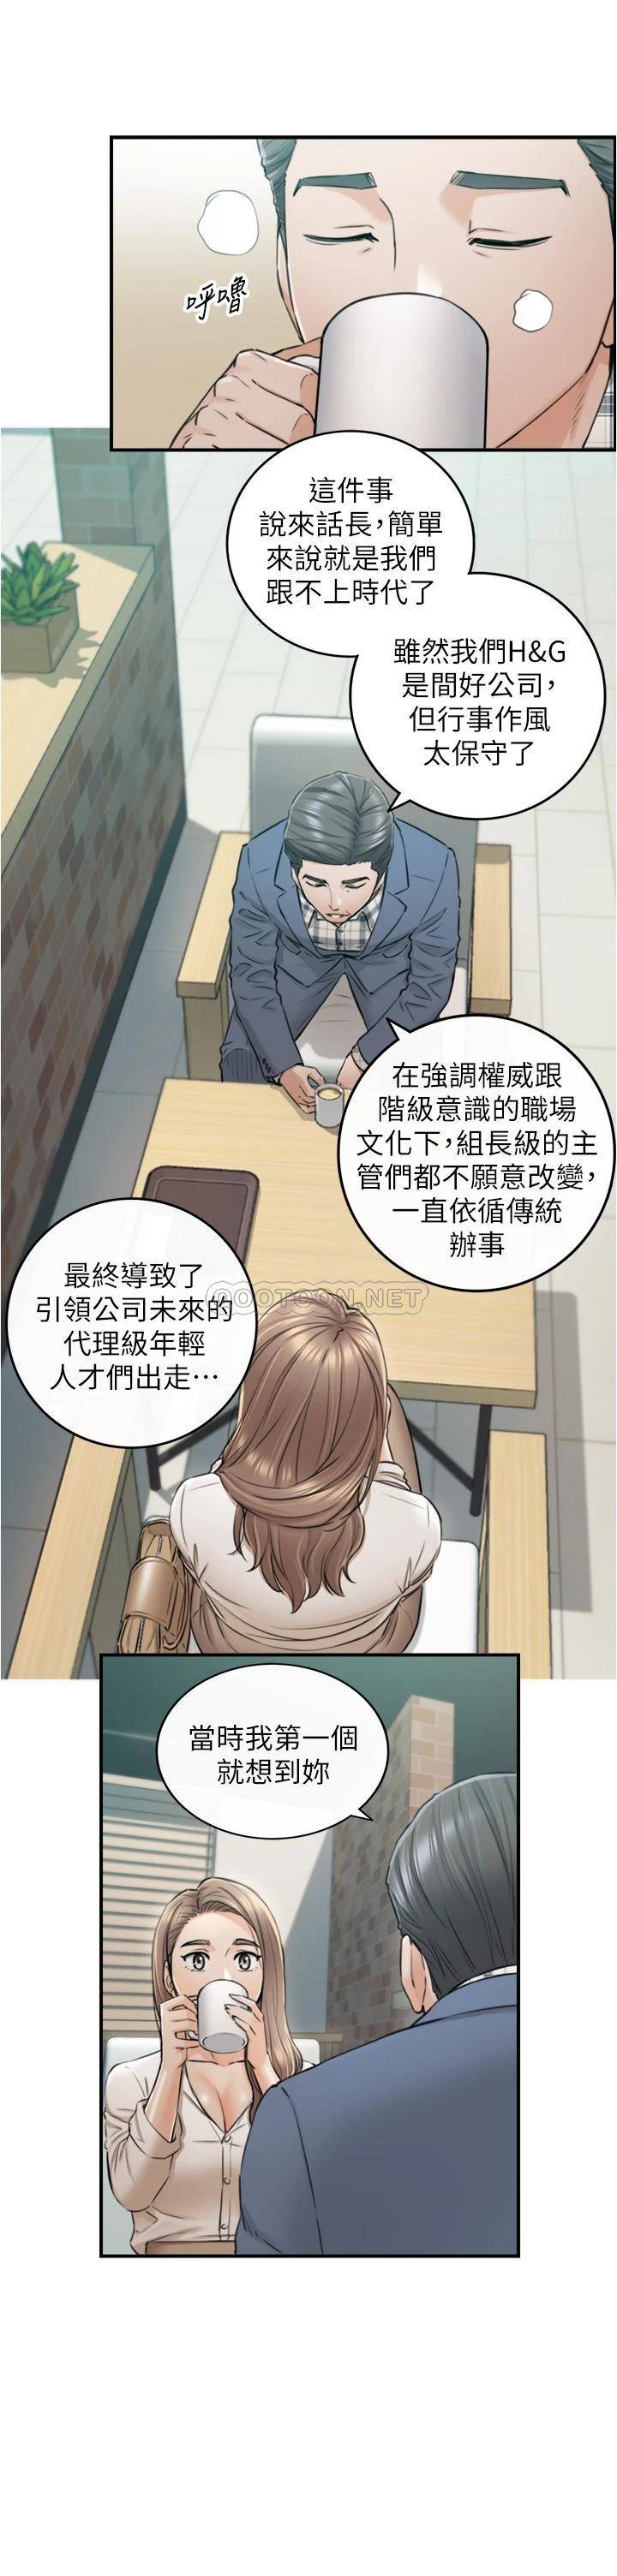 呼嚕
這件事
說來話長，簡單
來說就是我們
跟不上時代了
雖然我們H&G
是間好公司，
但行事作風
太保守了
在強調權威跟
階級意識的職場
文化下，組長級的主
管們都不願意改變，
一直依循傳統
辦事
最終導致了
引領公司未來的
代理級年輕
人才們出走…
OOOTOON.NET
當時我第一個
就想到妳